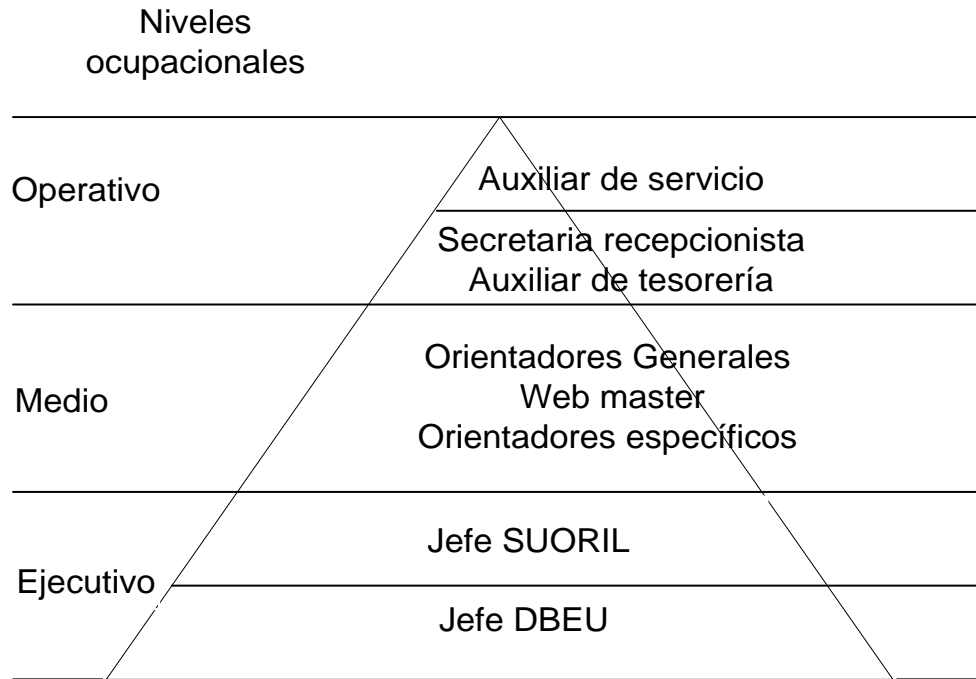 Niveles
ocupacionales
Operativo
Auxiliar de servicio
Secretaria recepcionista
Auxiliar de tesorería
Medio
Orientadores Generales
Web master
Orientadores específicos
Ejecutivo
Jefe SUORIL
Jefe DBEU